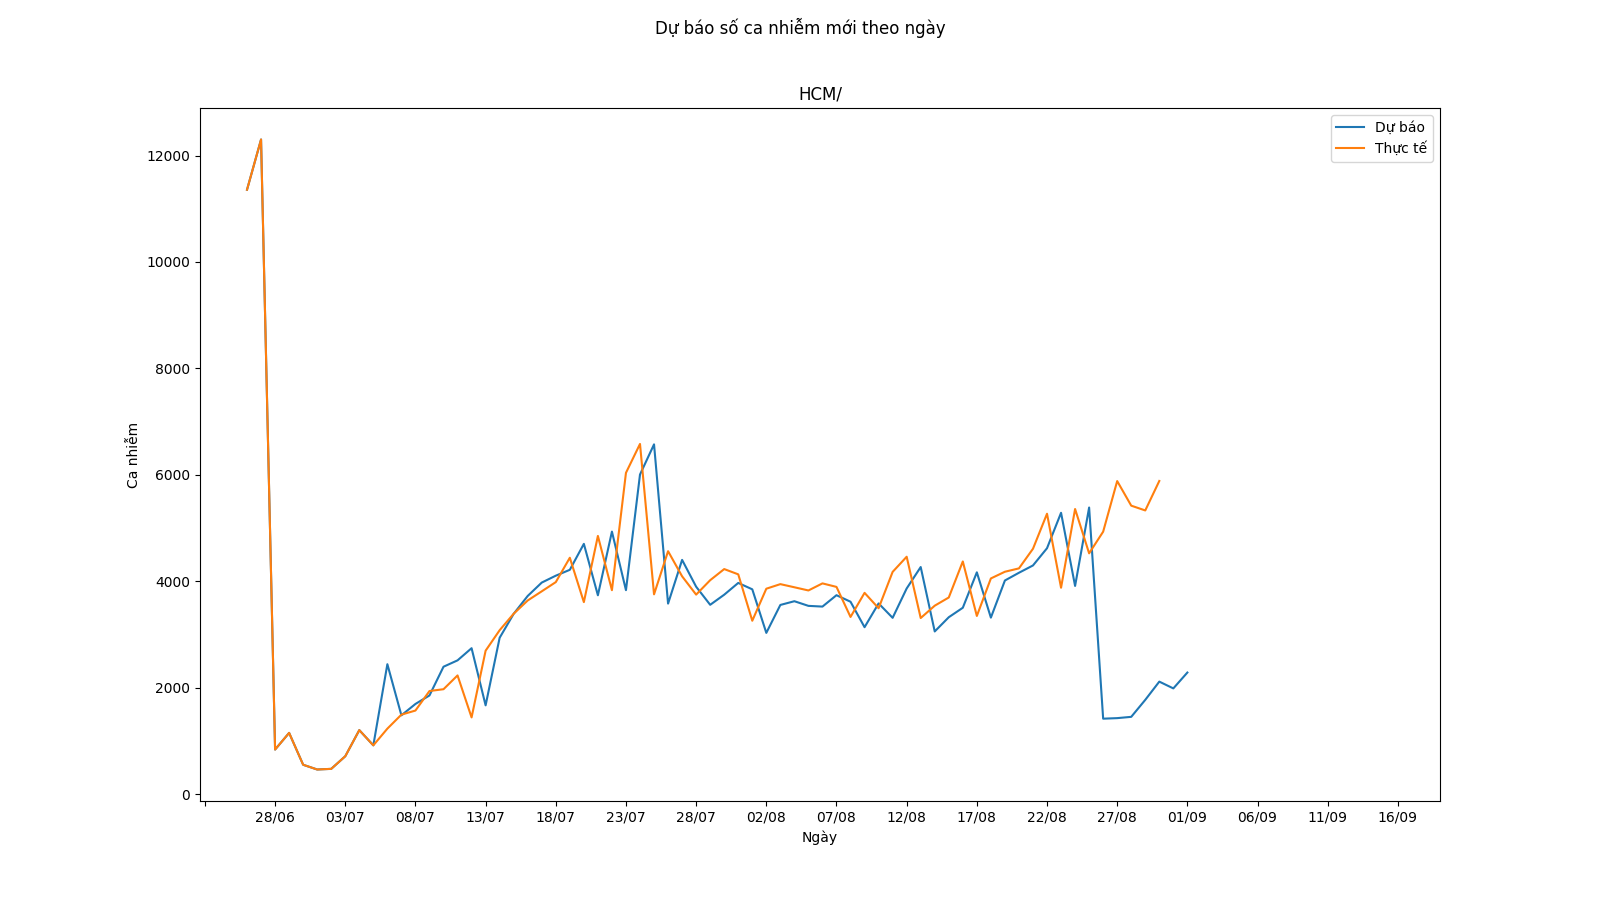 Dự báo số ca nhiễm mới theo ngày
HCM/
Dự báo
Thực tế
12000
10000
8000
6000
4000
2000
0
Ca nhiễm
28/06 03/07 08/07 13/07 18/07 23/07 28/07 02/08 07/08 12/08 17/08 22/08 27/08 01/09 06/09 11/09 16/09
Ngày